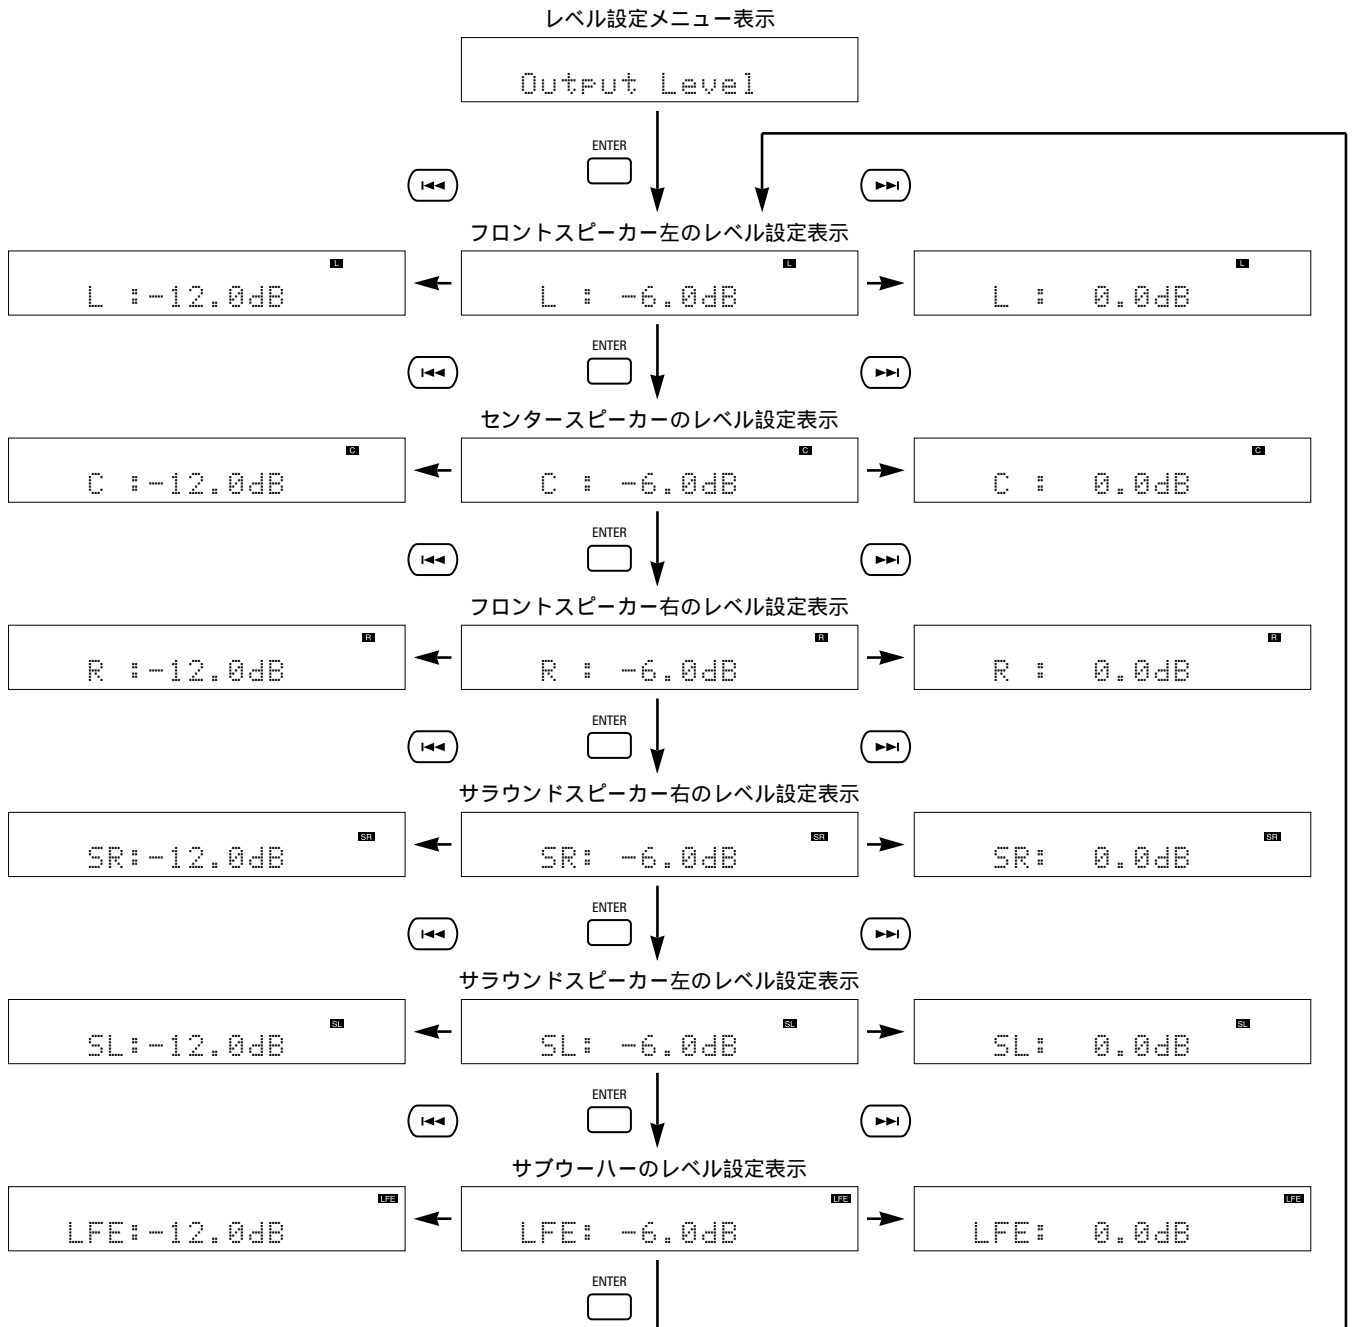 レベル設定メニュー表示
Output Level
ENTER
フロントスピーカー左のレベル設定表示
L L L
L :-12.0dB L : -6.0dB L : 0.0dB
ENTER
センタースピーカーのレベル設定表示
C C C
C :-12.0dB C : -6.0dB C : 0.0dB
ENTER
フロントスピーカー右のレベル設定表示
R R R
R :-12.0dB R : -6.0dB R : 0.0dB
ENTER
サラウンドスピーカー右のレベル設定表示
SR SR SR
SR:-12.0dB SR: -6.0dB SR: 0.0dB
ENTER
サラウンドスピーカー左のレベル設定表示
SL SL SL
SL:-12.0dB SL: -6.0dB SL: 0.0dB
ENTER
サブウーハーのレベル設定表示
LFE LFE LFE
LFE:-12.0dB LFE: -6.0dB LFE: 0.0dB
ENTER